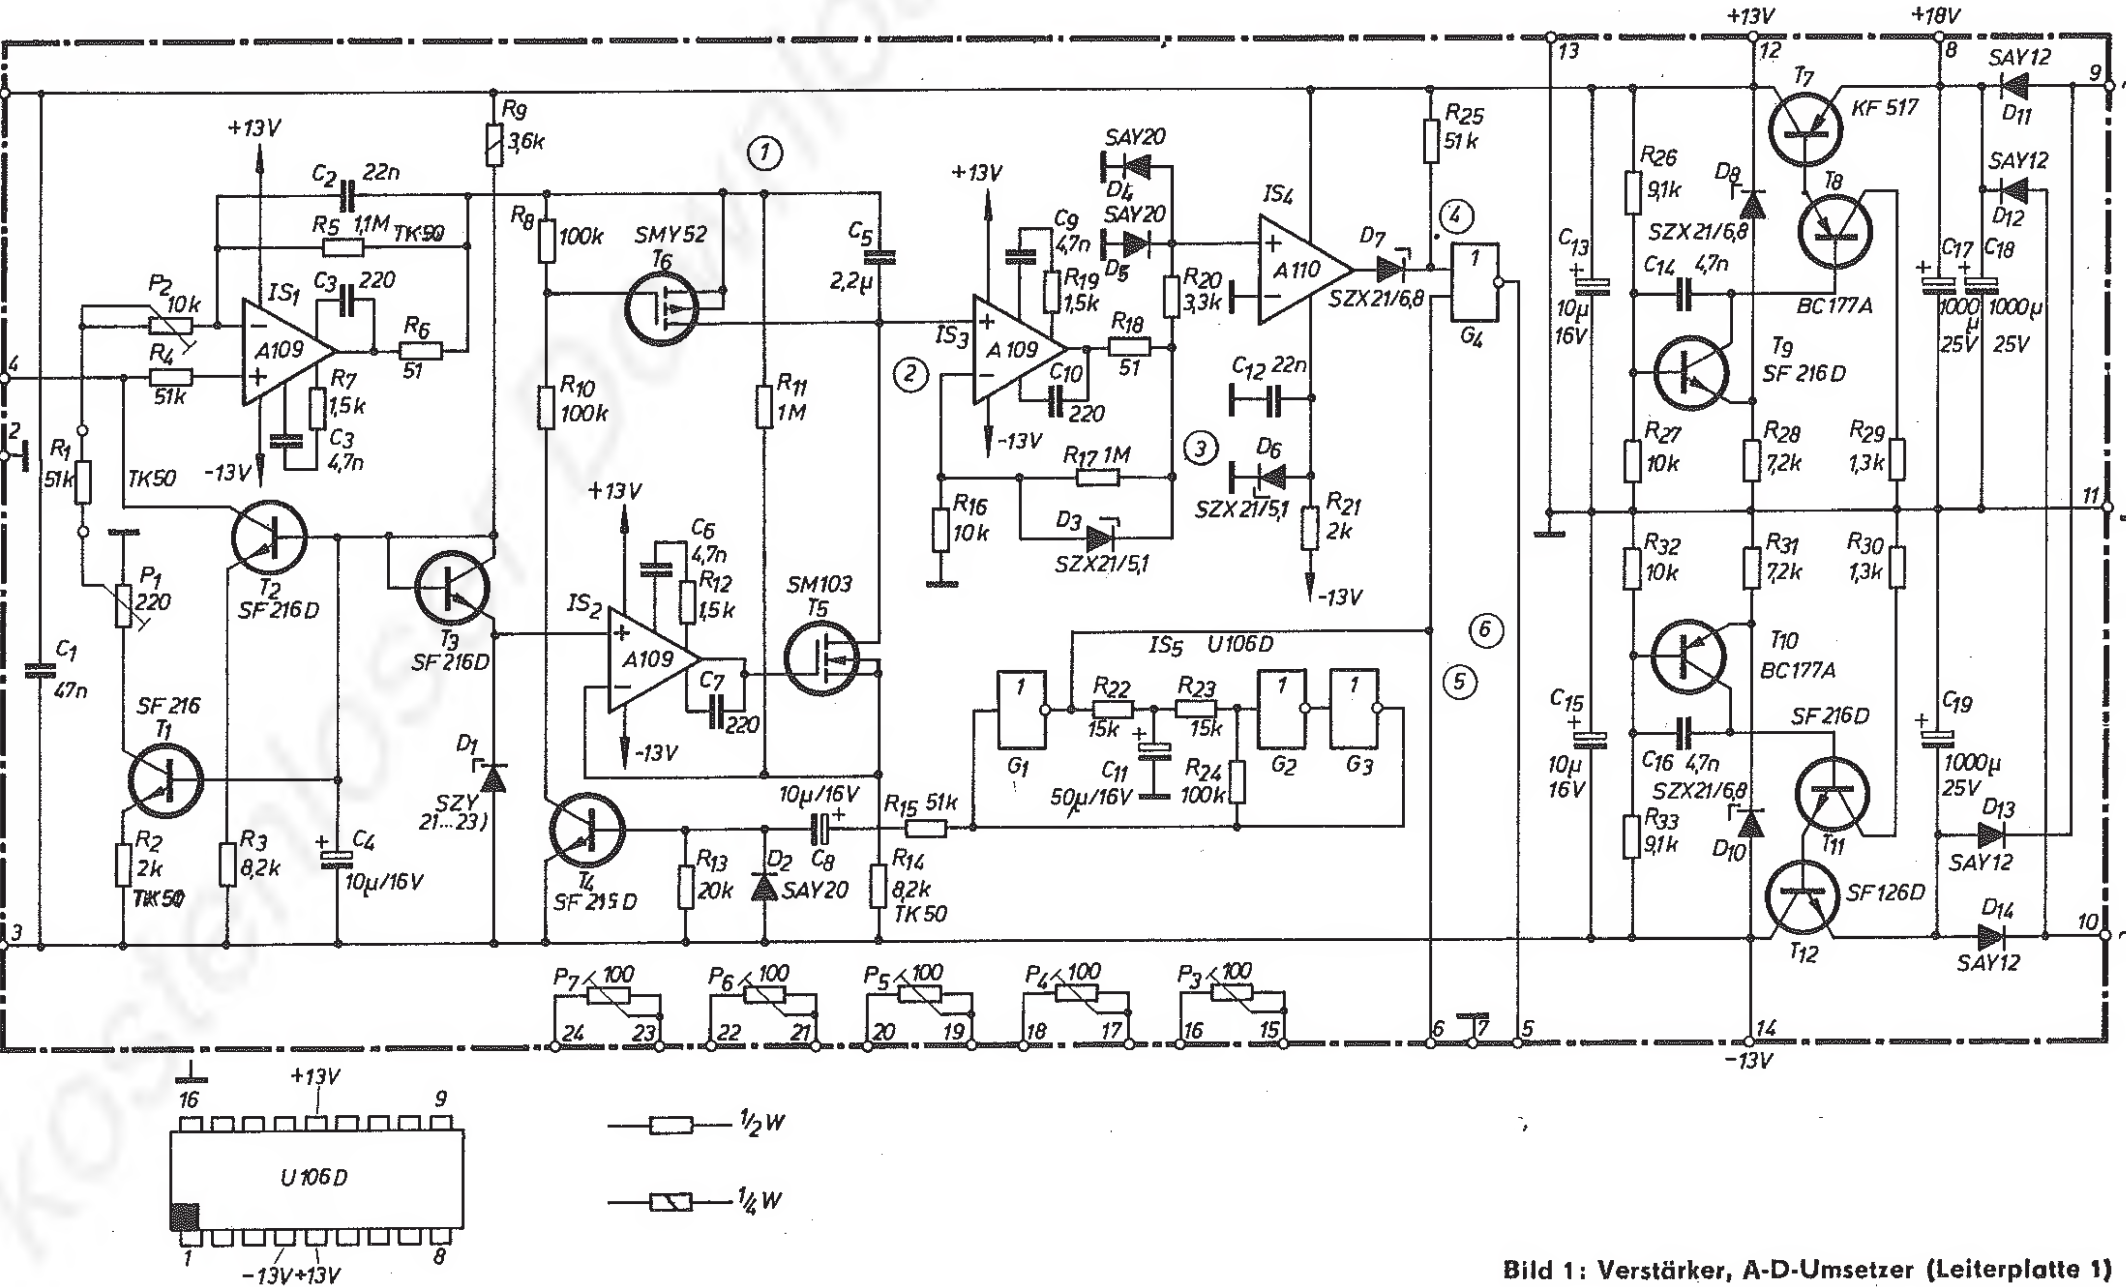 +13V
+18V
13
12
8
9
SAY12
D11
T7
KF 517
SAY12
D12
R9
3,6k
+13V
C2 22n
R5 1,1M
TK50
P2
10k
IS1
C3 220
A109
R6
51
R4
51k
R7
1,5k
C3
4,7n
-13V
4
2
R1
51k
TK50
P1
220
T2
SF 216 D
T3
SF 216D
C1
47n
SF 216
T1
R2
2k
TK50
R3
8,2k
C4
10µ/16V
D1
SZY
21...23)
3
1
R8
100k
SMY 52
T6
C5
2,2µ
R10
100k
R11
1M
+13V
C6
4,7n
R12
1,5k
IS2
A109
C7
220
-13V
SM103
T5
T4
SF 215 D
R13
20k
D2
SAY20
10µ/16V
C8
R15 51k
R14
8,2k
TK 50
+13V
C9
4,7n
R19
1,5k
IS3
A109
R18
51
C10
220
-13V
2
R17 1M
R16
10k
D3
SZX21/5,1
SAY20
D4
SAY20
D5
R20
3,3k
IS4
A110
D7
SZX21/6,8
R25
51k
4
1
G4
C12 22n
3
D6
SZX 21/5,1
R21
2k
-13V
6
5
IS5 U106D
1
G1
R22
15k
R23
15k
C11
50µ/16V
R24
100k
1
G2
1
G3
C13
10µ
16V
R26
9,1k
D8
SZX 21/6,8
C14 4,7n
T8
BC177A
T9
SF 216 D
C17
1000
µ
25V
C18
1000µ
25V
R27
10k
R28
7,2k
R29
1,3k
11
R32
10k
R31
7,2k
R30
1,3k
T10
BC177A
C15
10µ
16V
C16 4,7n
SZX21/6,8
SF 216D
T11
C19
1000µ
25V
R33
9,1k
D10
D13
SAY12
SF126D
T12
D14
SAY12
10
P7 100
24 23
P6 100
22 21
P5 100
20 19
P4 100
18 17
P3 100
16 15
6 7 5
14
-13V
+13V
16 9
U106D
1 8
-13V+13V
1/2 W
1/4 W
Bild 1: Verstärker, A-D-Umsetzer (Leiterplatte 1)